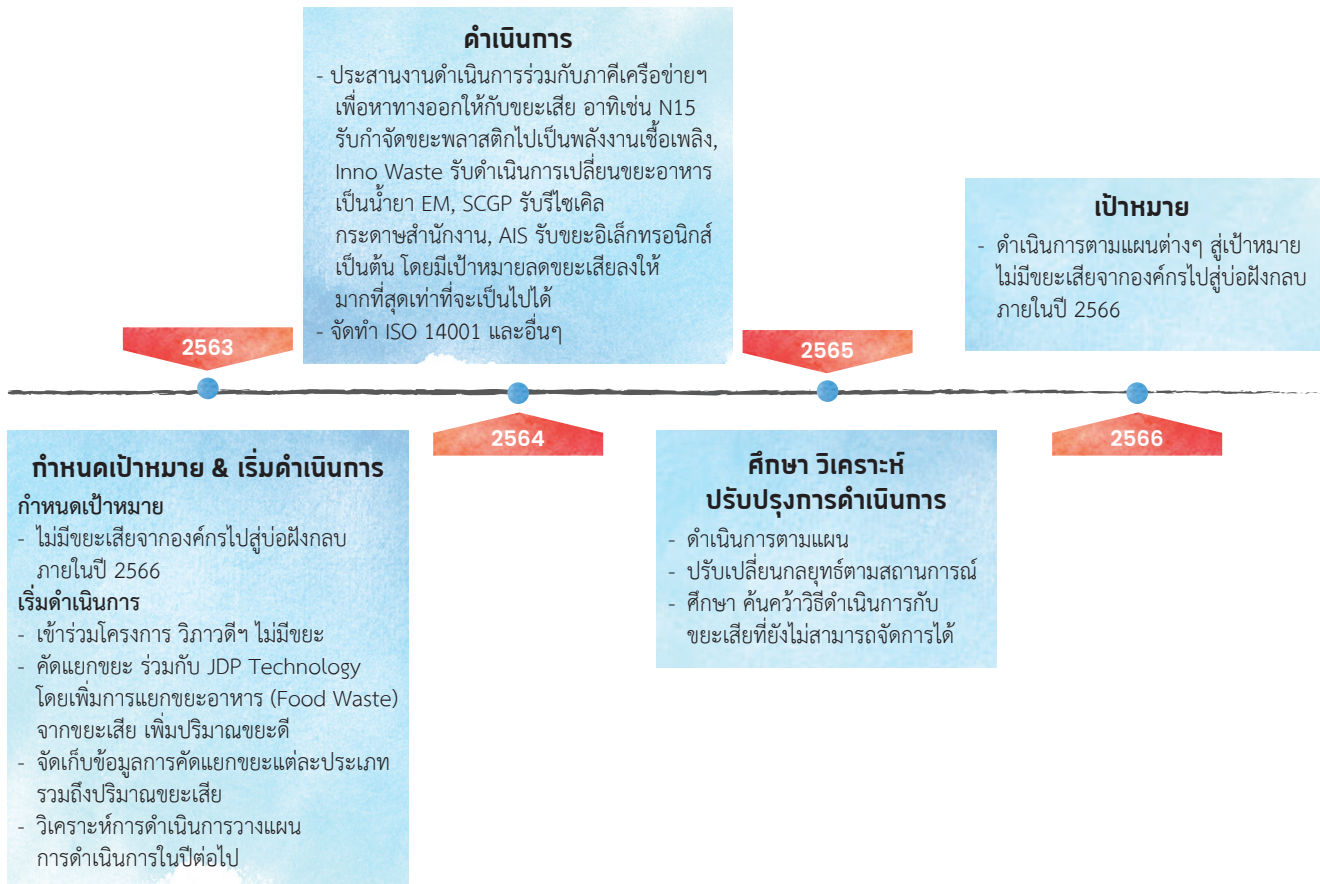 2563
กำหนดเป้าหมาย & เริ่มดำเนินการ
กำหนดเป้าหมาย
- ไม่มีขยะเสียจากองค์กรไปสู่บ่อฝังกลบ
ภายในปี 2566
เริ่มดำเนินการ
- เข้าร่วมโครงการ วิภาวดีฯ ไม่มีขยะ
- คัดแยกขยะ ร่วมกับ JDP Technology
โดยเพิ่มการแยกขยะอาหาร (Food Waste)
จากขยะเสีย เพิ่มปริมาณขยะดี
- จัดเก็บข้อมูลการคัดแยกขยะแต่ละประเภท
รวมถึงปริมาณขยะเสีย
- วิเคราะห์การดำเนินการวางแผน
การดำเนินการในปีต่อไป
ดำเนินการ
- ประสานงานดำเนินการร่วมกับภาคีเครือข่ายฯ
เพื่อหาทางออกให้กับขยะเสีย อาทิเช่น N15
รับกำจัดขยะพลาสติกไปเป็นพลังงานเชื้อเพลิง,
Inno Waste รับดำเนินการเปลี่ยนขยะอาหาร
เป็นน้ำยา EM, SCGP รับรีไซเคิล
กระดาษสำนักงาน, AIS รับขยะอิเล็กทรอนิกส์
เป็นต้น โดยมีเป้าหมายลดขยะเสียลงให้
มากที่สุดเท่าที่จะเป็นไปได้
- จัดทำ ISO 14001 และอื่นๆ
2564
2565
ศึกษา วิเคราะห์
ปรับปรุงการดำเนินการ
- ดำเนินการตามแผน
- ปรับเปลี่ยนกลยุทธ์ตามสถานการณ์
- ศึกษา ค้นคว้าวิธีดำเนินการกับ
ขยะเสียที่ยังไม่สามารถจัดการได้
เป้าหมาย
- ดำเนินการตามแผนต่างๆ สู่เป้าหมาย
ไม่มีขยะเสียจากองค์กรไปสู่บ่อฝังกลบ
ภายในปี 2566
2566